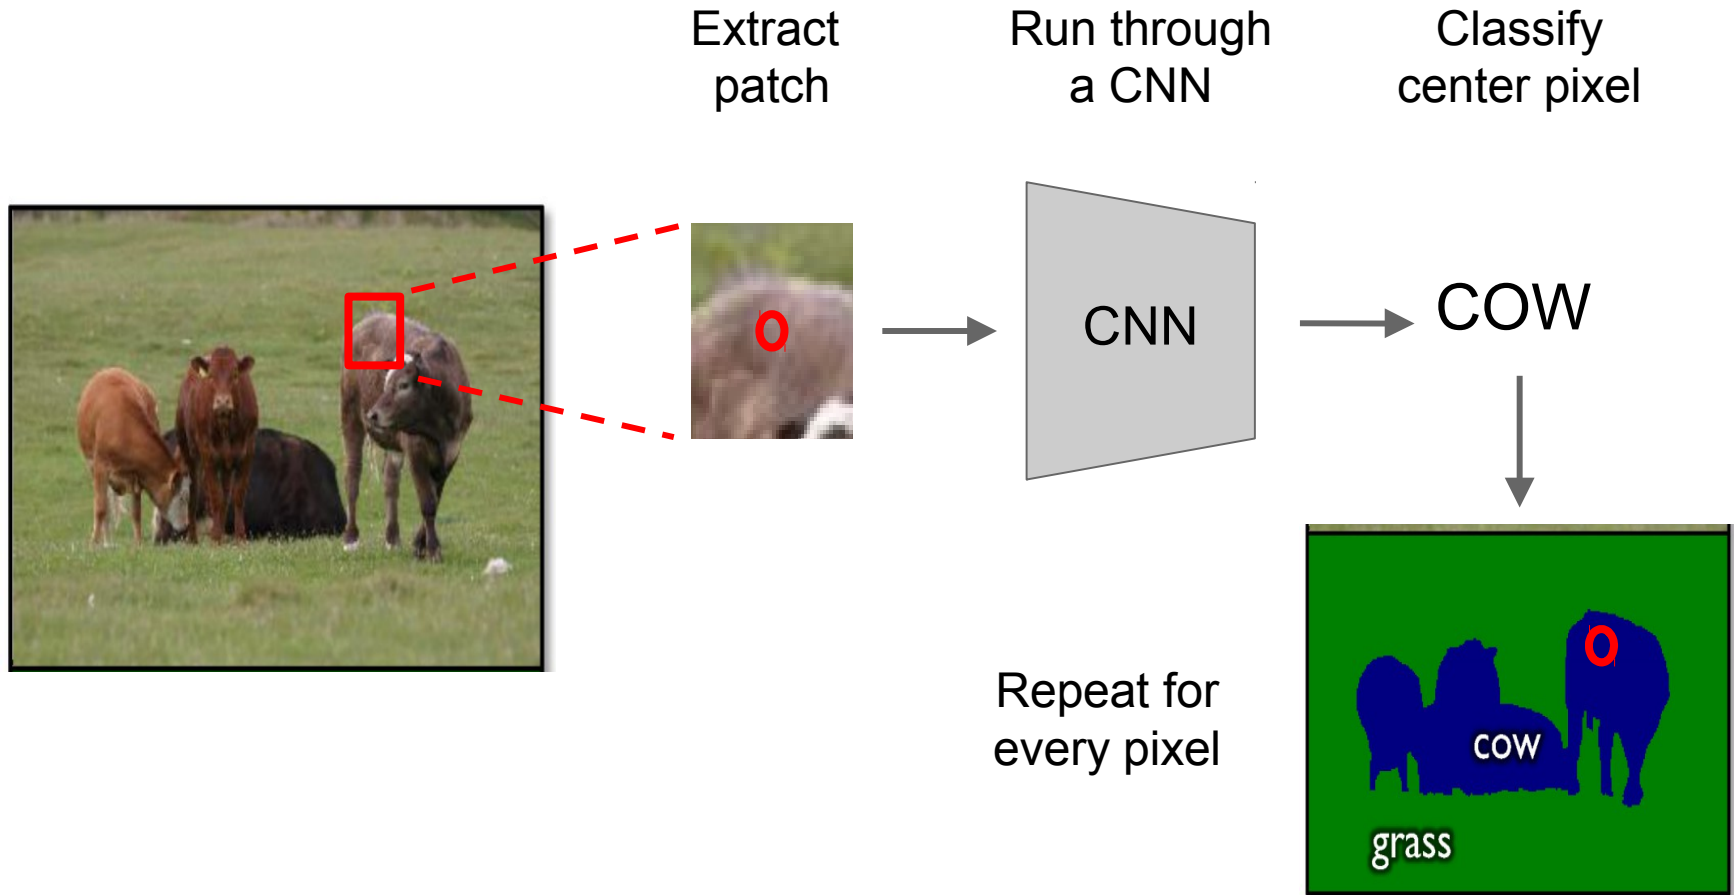 Extract
patch
Run through
a CNN
Classify
center pixel
CNN
COW
Repeat for
every pixel
cow
grass